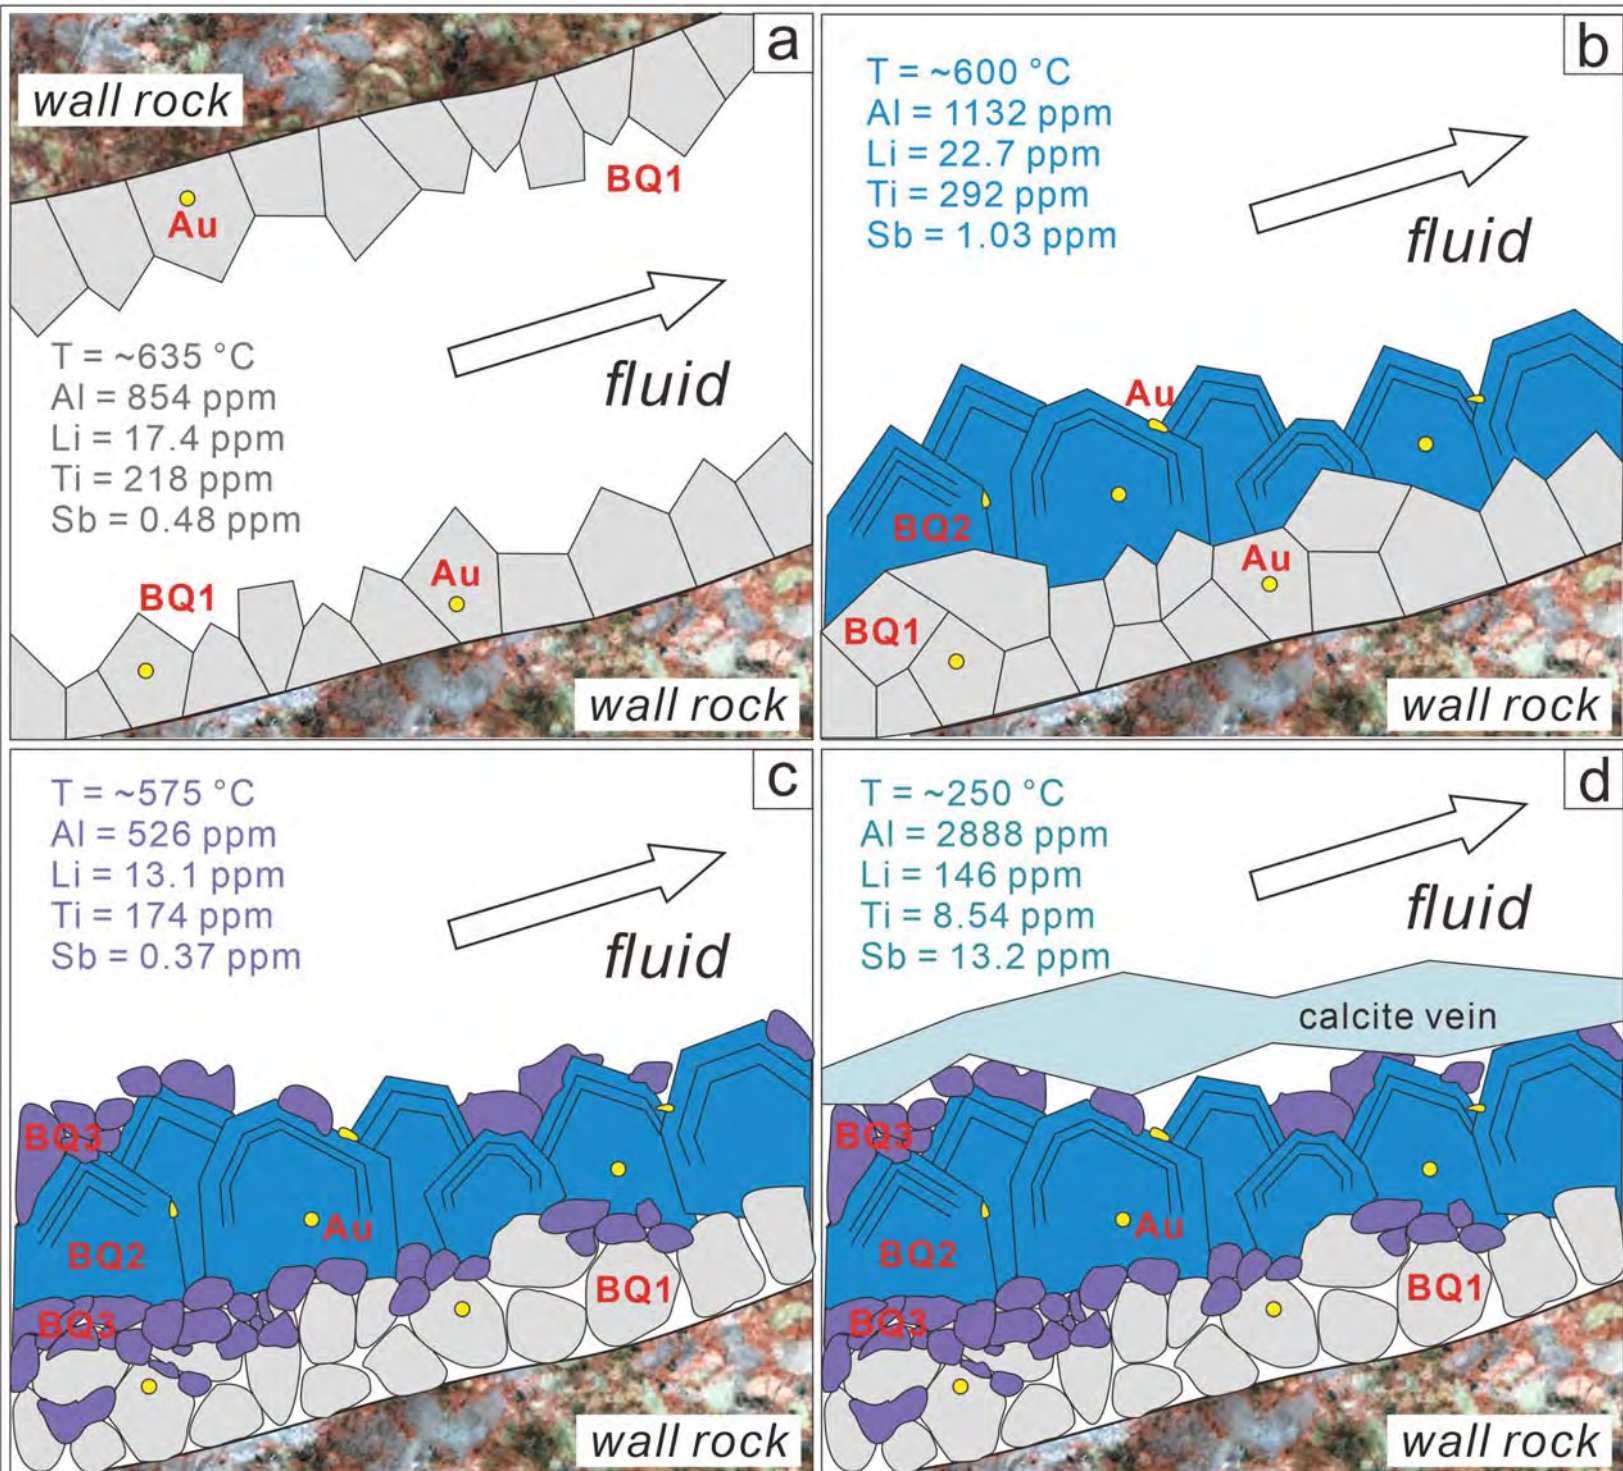 a
wall rock
BQ1
Au
T = ~635 °C
Al = 854 ppm
Li = 17.4 ppm
Ti = 218 ppm
Sb = 0.48 ppm
fluid
Au
BQ1
wall rock
b
T = ~600 °C
Al = 1132 ppm
Li = 22.7 ppm
Ti = 292 ppm
Sb = 1.03 ppm
fluid
Au
BQ2
Au
BQ1
wall rock
c
T = ~575 °C
Al = 526 ppm
Li = 13.1 ppm
Ti = 174 ppm
Sb = 0.37 ppm
fluid
BQ3
Au
BQ2
BQ1
BQ3
wall rock
d
T = ~250 °C
Al = 2888 ppm
Li = 146 ppm
Ti = 8.54 ppm
Sb = 13.2 ppm
fluid
calcite vein
BQ3
Au
BQ2
BQ1
BQ3
wall rock